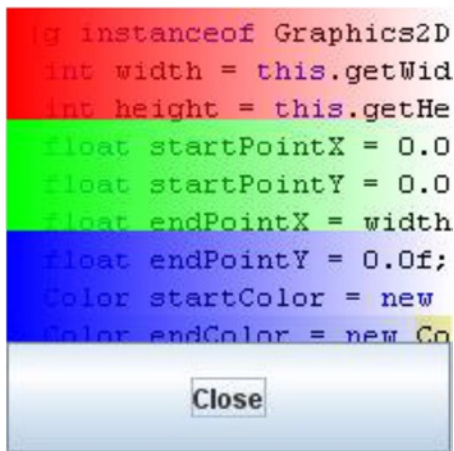 g instanceof Graphics2D
int width = this.getWid
int height = this.getHe
float startPointX = 0.0
float startPointY = 0.0
float endPointX = width
float endPointY = 0.0f;
Color startColor = new
Color endColor = new Co
Close